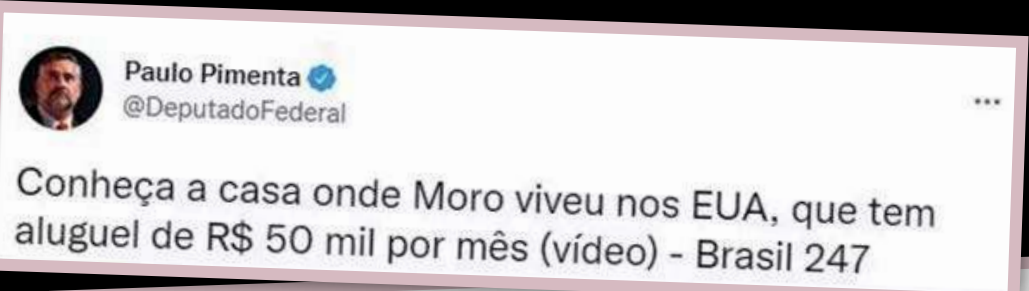 Paulo Pimenta
@DeputadoFederal
Conheça a casa onde Moro viveu nos EUA, que tem
aluguel de R$ 50 mil por mês (vídeo) - Brasil 247